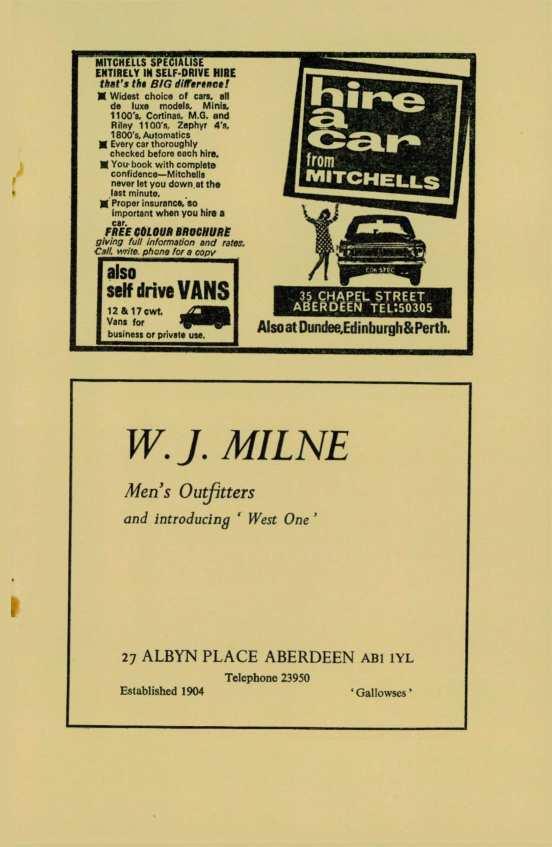 MITCHELLS SPECIALISE
ENTIRELY IN SELF-DRIVE HIRE
that's the BIG difference!
Widest choice of cars, all
de luxe models, Minis,
1100's, Cortinas, M.G. and
Riley 1100's, Zephyr 4's,
1800's, Automatics
Every car thoroughly
checked before each hire.
You book with complete
confidence—Mitchells
never let you down at the
last minute.
Proper insurance, so
important when you hire a
car.
FREE COLOUR BROCHURE
giving full information and rates.
Call, write, phone for a copy
also
self drive VANS
12 & 17 cwt.
Vans for
business or private use.
hire
a
car
from
MITCHELLS
35 CHAPEL STREET
ABERDEEN TEL:50305
Also at Dundee, Edinburgh & Perth.
W. J. MILNE
Men's Outfitters
and introducing ' West One '
27 ALBYN PLACE ABERDEEN AB1 1YL
Telephone 23950
Established 1904
' Gallowses '